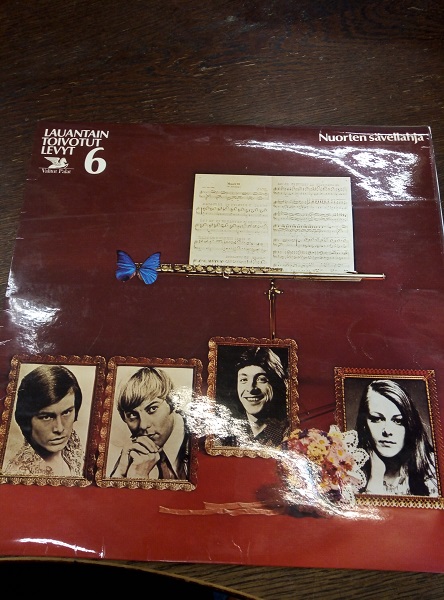 LAUANTAIN
TOIVOTUT
LEVYT
6
Valitut Palat
Nuorten sävellahja